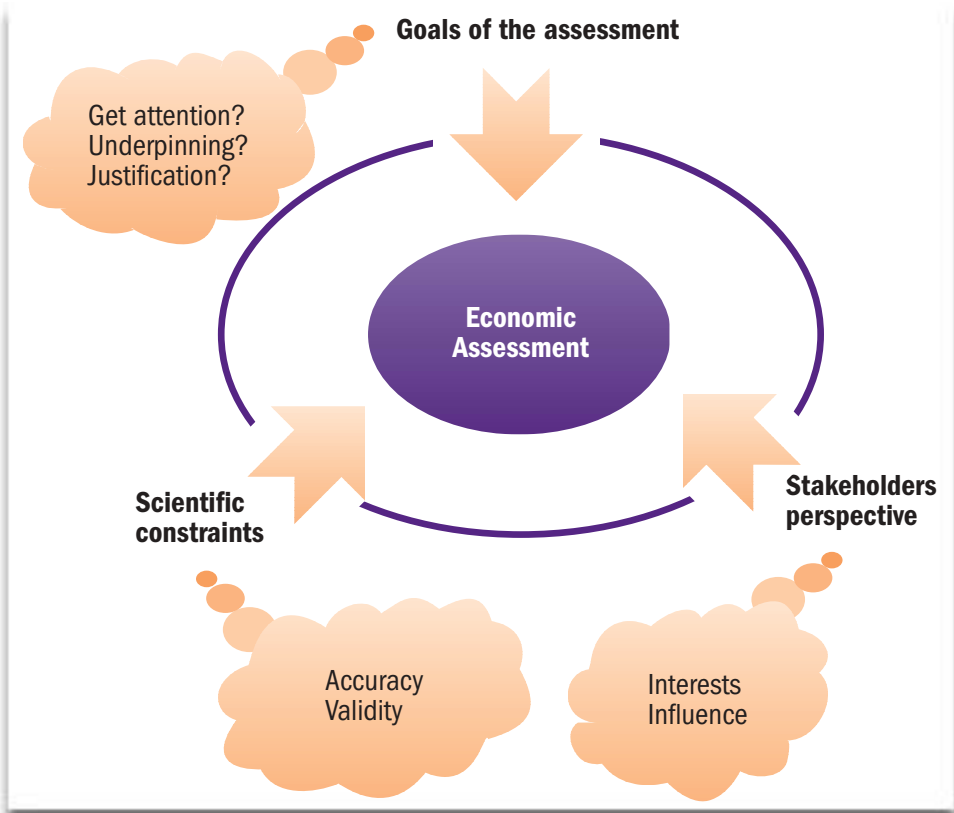 Goals of the assessment
Get attention?
Underpinning?
Justification?
Economic
Assessment
Scientific
constraints
Stakeholders
perspective
Accuracy
Validity
Interests
Influence